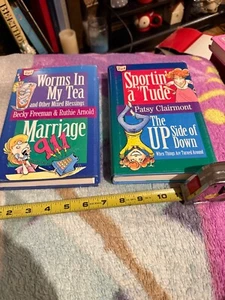 Worms In My Tea
and Other Mixed Blessings
Becky Freeman & Ruthie Arnold
Marriage
911
Sportin'
a 'Tude
Patsy Clairmont
The
UP Side of
Down
When Things Are Turned Around
2 3 4 5 6 7 8 9 10